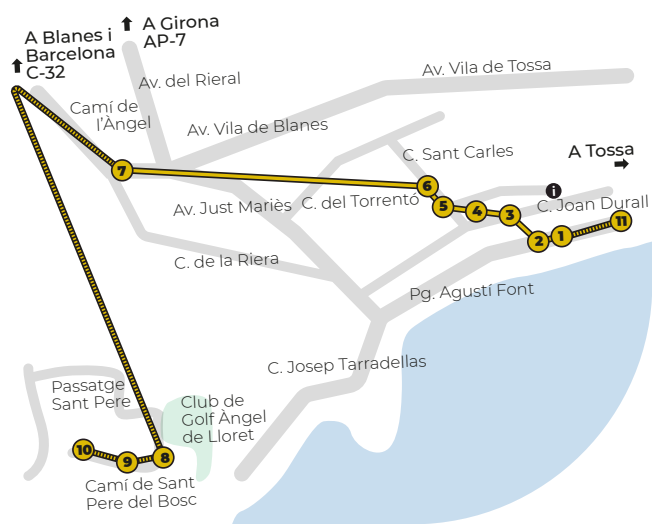 A Girona
AP-7
A Blanes i
Barcelona
C-32
Av. del Rieral
Av. Vila de Tossa
Camí de
l'Àngel
Av. Vila de Blanes
C. Sant Carles
A Tossa
7
6
i
Av. Just Mariès
C. del Torrentó
5
4
3
C. Joan Durall
2
1
11
C. de la Riera
Pg. Agustí Font
C. Josep Tarradellas
Passatge
Sant Pere
Club de
Golf Àngel
de Lloret
10
9
8
Camí de Sant
Pere del Bosc